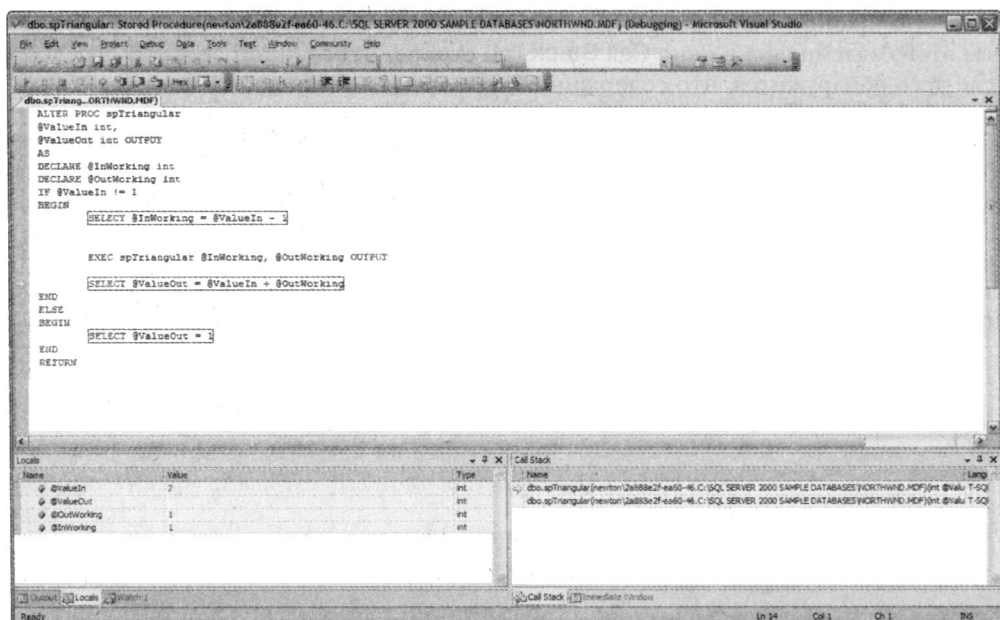 dbo.spTriangular: Stored Procedure(newton\2a888e2f-ea60-46.C:\SQL SERVER 2000 SAMPLE DATABASES\NORTHWND.MDF) (Debugging) - Microsoft Visual Studio
File Edit View Project Debug Data Tools Test Window Community Help
Hex
dbo.spTriang...ORTHWND.MDF)
ALTER PROC spTriangular
@ValueIn int,
@ValueOut int OUTPUT
AS
DECLARE @InWorking int
DECLARE @OutWorking int
IF @ValueIn != 1
BEGIN
SELECT @InWorking = @ValueIn - 1
EXEC spTriangular @InWorking, @OutWorking OUTPUT
SELECT @ValueOut = @ValueIn + @OutWorking
END
ELSE
BEGIN
SELECT @ValueOut = 1
END
RETURN
Locals
Name Value Type
@ValueIn 2 int
@ValueOut int
@OutWorking 1 int
@InWorking 1 int
Output Locals Watch 1
Call Stack
Name Lang
dbo.spTriangular(newton\2a888e2f-ea60-46.C:\SQL SERVER 2000 SAMPLE DATABASES\NORTHWND.MDF)(int @Valu T-SQL
dbo.spTriangular(newton\2a888e2f-ea60-46.C:\SQL SERVER 2000 SAMPLE DATABASES\NORTHWND.MDF)(int @Valu T-SQL
Call Stack Immediate Window
Ready Ln 14 Col 1 Ch 1 INS